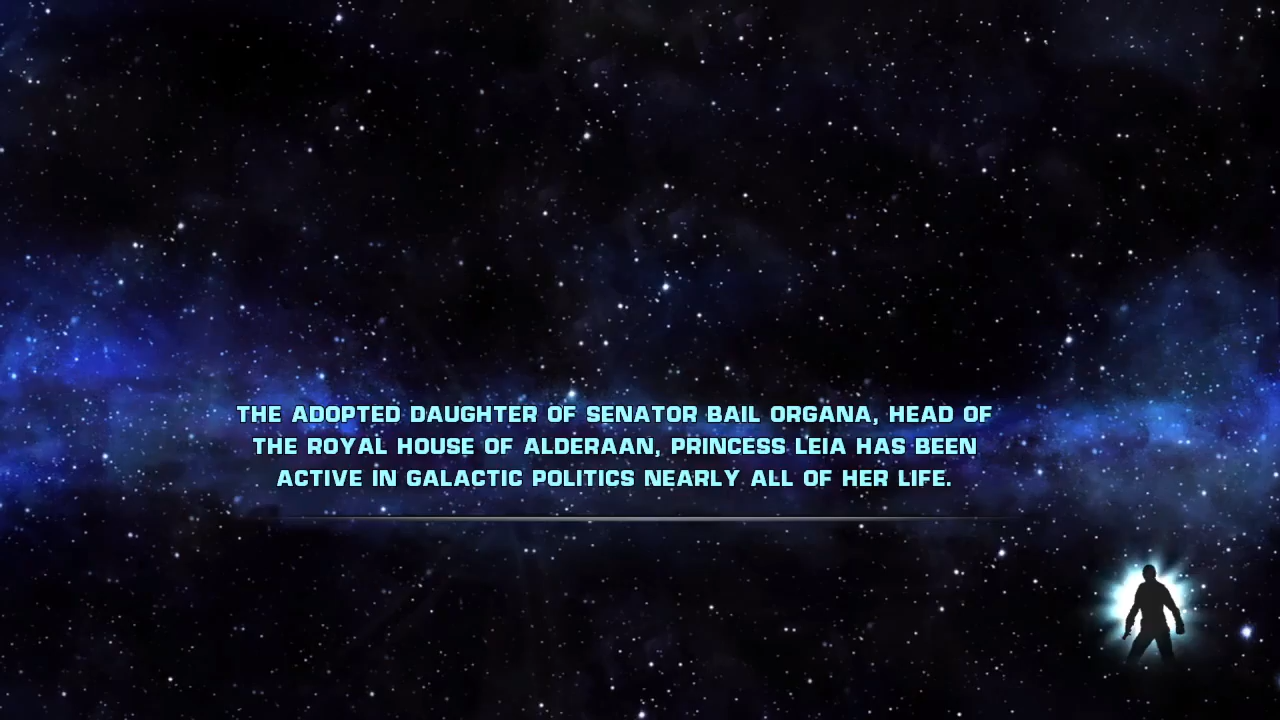 THE ADOPTED DAUGHTER OF SENATOR BAIL ORGANA, HEAD OF
THE ROYAL HOUSE OF ALDERAAN, PRINCESS LEIA HAS BEEN
ACTIVE IN GALACTIC POLITICS NEARLY ALL OF HER LIFE.